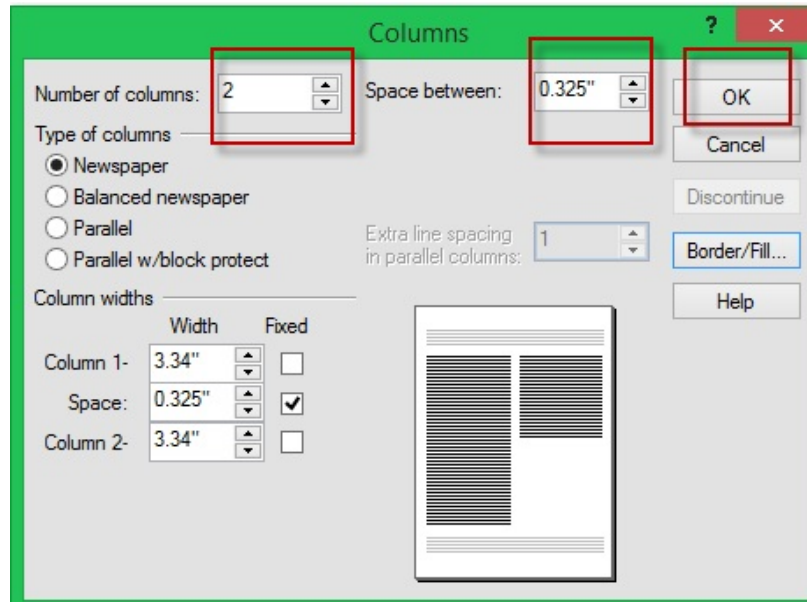 Columns
?
Number of columns: 2 Space between: 0.325" OK
Type of columns Cancel
Newspaper
Balanced newspaper Discontinue
Parallel Extra line spacing
Parallel w/block protect in parallel columns: 1 Border/Fill...
Column widths Help
Width Fixed
Column 1- 3.34"
Space: 0.325"
Column 2- 3.34"